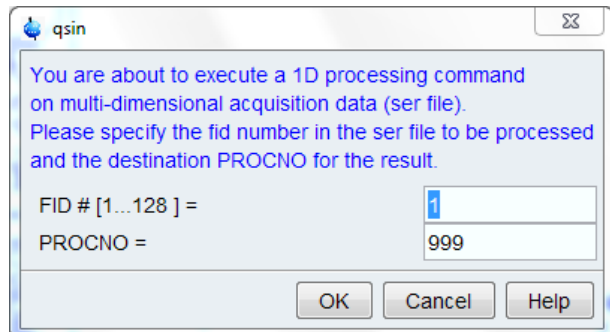 qsin
You are about to execute a 1D processing command
on multi-dimensional acquisition data (ser file).
Please specify the fid number in the ser file to be processed
and the destination PROCNO for the result.
FID # [1...128 ] = 1
PROCNO = 999
OK Cancel Help